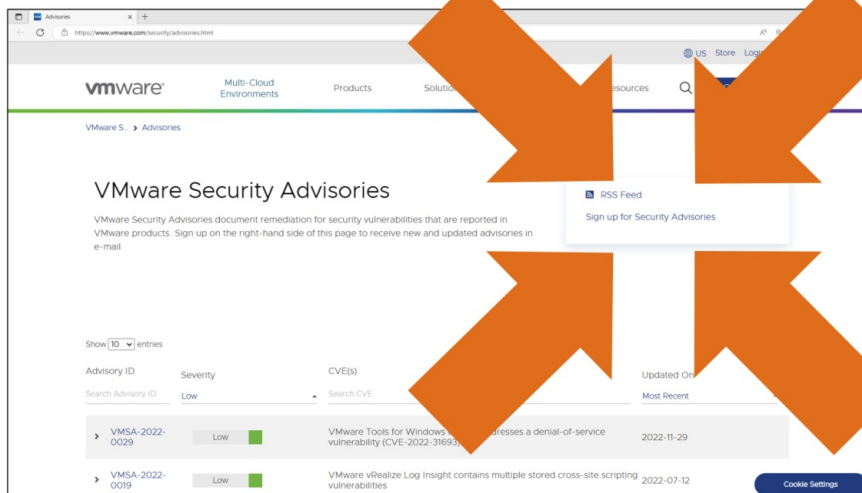 Advisories
https://www.vmware.com/security/advisories.html
US Store
vmware
Multi-Cloud
Environments
Products
VMware S... > Advisories
VMware Security Advisories
VMware Security Advisories document remediation for security vulnerabilities that are reported in
VMware products. Sign up on the right-hand side of this page to receive new and updated advisories in
e-mail
RSS Feed
Sign up for Security Advisories
Show 10 entries
Advisory ID
Severity
CVE(s)
Updated On
Search Advisory ID
Low
Search CVE
Most Recent
VMSA-2022-
0029
Low
VMware Tools for Windows
denial-of-service
vulnerability (CVE-2022-31693)
2022-11-29
VMSA-2022-
0019
Low
VMware vRealize Log Insight contains multiple stored cross-site scripting
vulnerabilities
2022-07-12
Cookie Settings